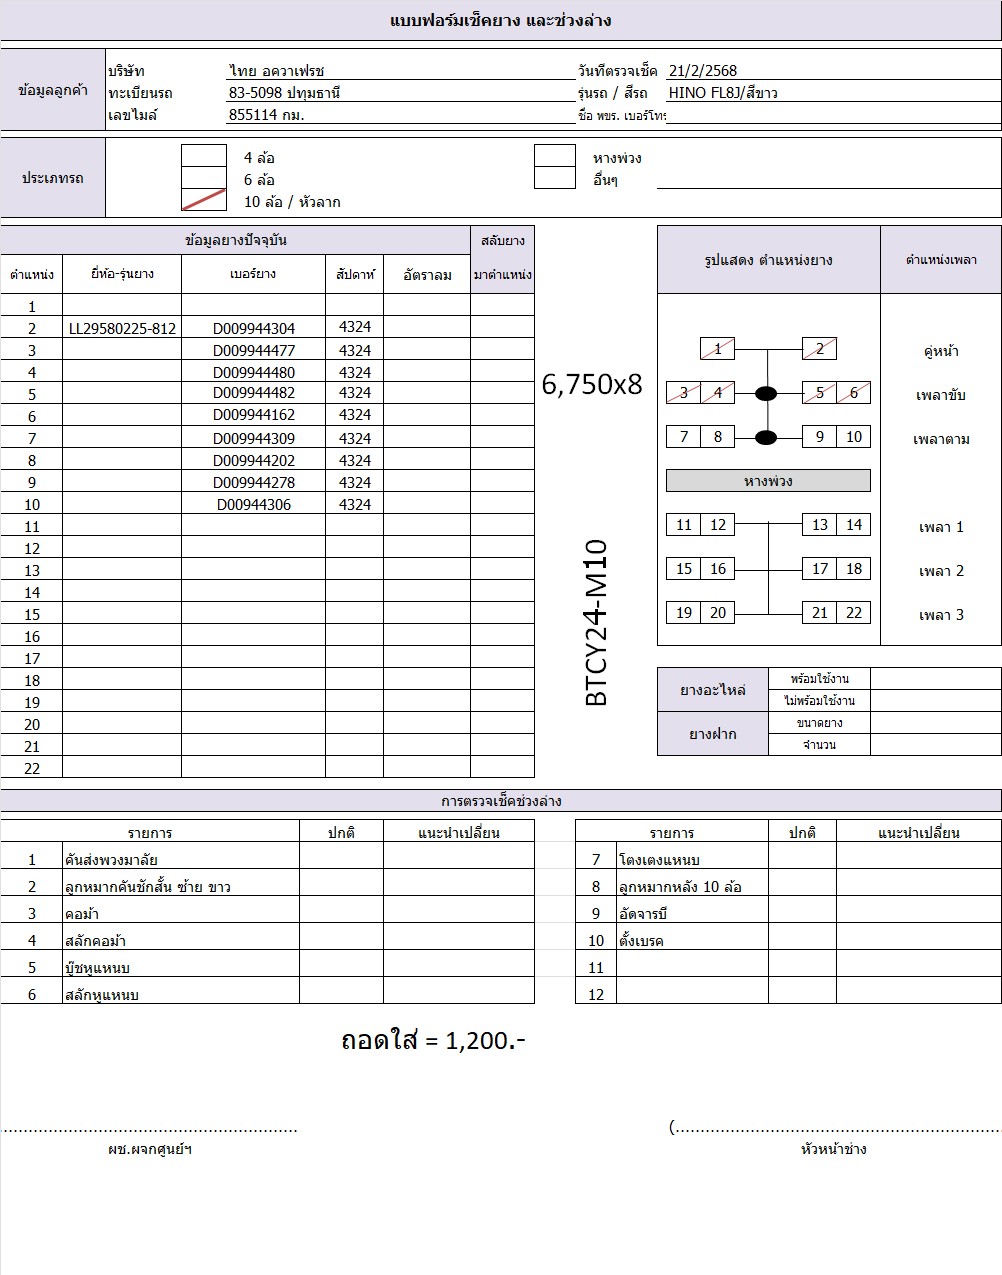 แบบฟอร์มเช็คยาง และช่วงล่าง
ข้อมูลลูกค้า
บริษัท ไทย อควาเฟรช วันที่ตรวจเช็ค 21/2/2568
ทะเบียนรถ 83-5098 ปทุมธานี รุ่นรถ / สีรถ HINO FL8J/สีขาว
เลขไมล์ 855114 กม. ชื่อ พขร. เบอร์โทร
ประเภทรถ
4 ล้อ หางพ่วง
6 ล้อ อื่นๆ
10 ล้อ / หัวลาก
ข้อมูลยางปัจจุบัน สลับยาง
ตำแหน่ง ยี่ห้อ-รุ่นยาง เบอร์ยาง สัปดาห์ อัตราลม มาตำแหน่ง
1
2 LL29580225-812 D009944304 4324
3 D009944477 4324
4 D009944480 4324
5 D009944482 4324
6 D009944162 4324
7 D009944309 4324
8 D009944202 4324
9 D009944278 4324
10 D00944306 4324
11
12
13
14
15
16
17
18
19
20
21
22
6,750x8
BTCY24-M10
รูปแสดง ตำแหน่งยาง ตำแหน่งเพลา
1 2 คู่หน้า
3 4 5 6 เพลาขับ
7 8 9 10 เพลาตาม
หางพ่วง
11 12 13 14 เพลา 1
15 16 17 18 เพลา 2
19 20 21 22 เพลา 3
ยางอะไหล่ พร้อมใช้งาน
ไม่พร้อมใช้งาน
ยางฝาก ขนาดยาง
จำนวน
การตรวจเช็คช่วงล่าง
รายการ ปกติ แนะนำเปลี่ยน รายการ ปกติ แนะนำเปลี่ยน
1 คันส่งพวงมาลัย 7 โตงเตงแหนบ
2 ลูกหมากคันชักสั้น ซ้าย ขาว 8 ลูกหมากหลัง 10 ล้อ
3 คอม้า 9 อัดจารบี
4 สลักคอม้า 10 ตั้งเบรค
5 บู๊ชหูแหนบ 11
6 สลักหูแหนบ 12
ถอดใส่ = 1,200.-
................................................................ (................................................................
ผช.ผจกศูนย์ฯ หัวหน้าช่าง